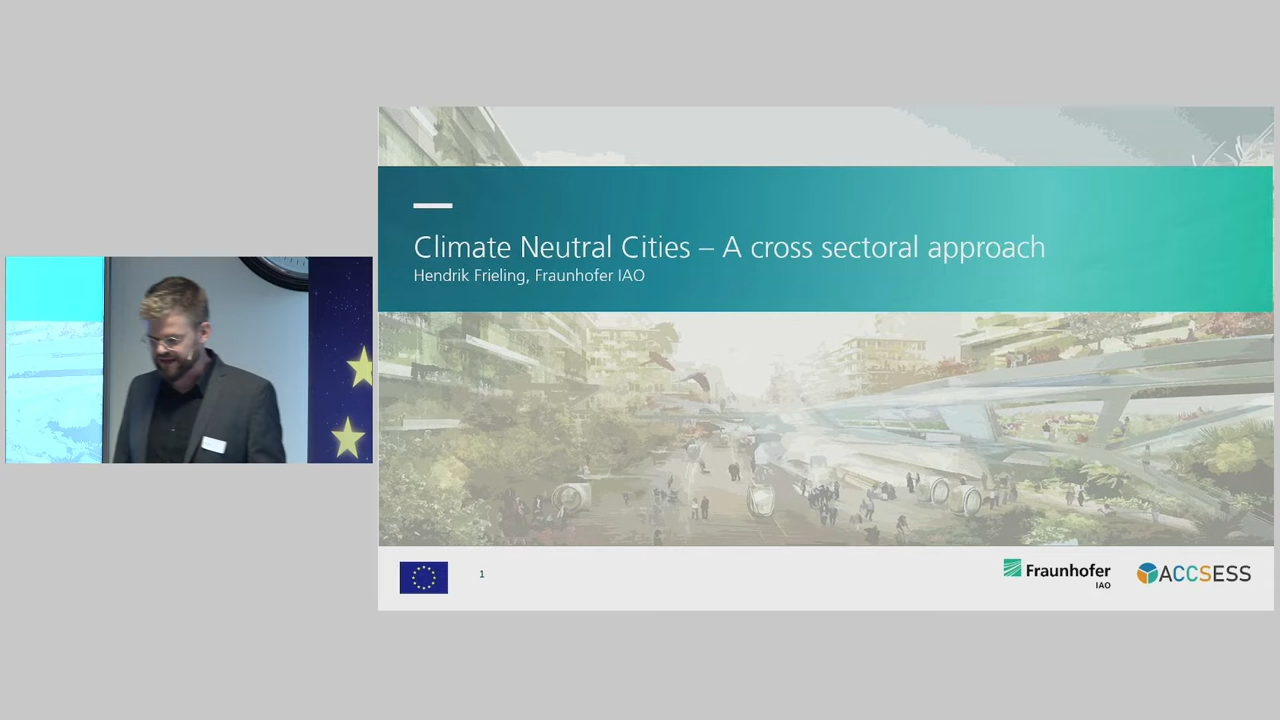 Climate Neutral Cities – A cross sectoral approach
Hendrik Frieling, Fraunhofer IAO
1
Fraunhofer
IAO
ACCSESS